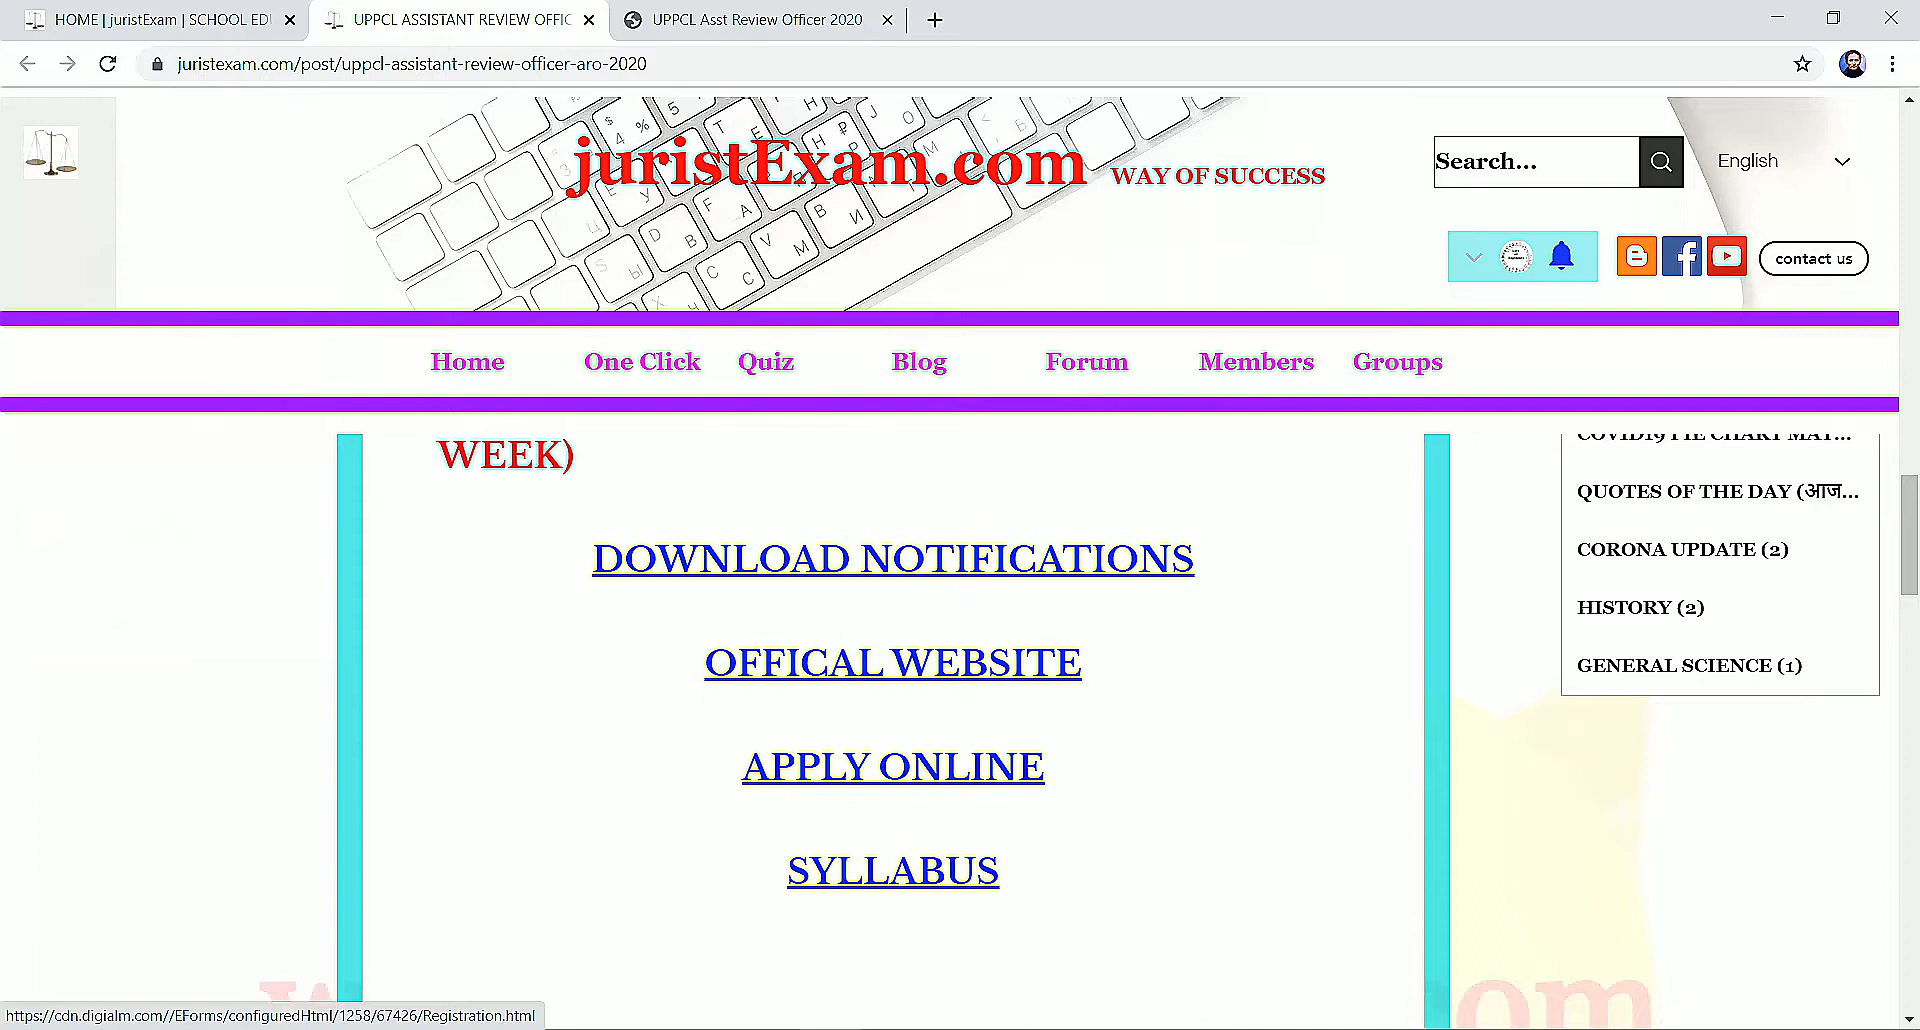 HOME | juristExam | SCHOOL EDU
UPPCL ASSISTANT REVIEW OFFIC
UPPCL Asst Review Officer 2020
juristexam.com/post/uppcl-assistant-review-officer-aro-2020
juristExam.com WAY OF SUCCESS
Search...
English
contact us
Home One Click Quiz Blog Forum Members Groups
WEEK)
DOWNLOAD NOTIFICATIONS
OFFICAL WEBSITE
APPLY ONLINE
SYLLABUS
COVID19 PIE CHART MAT...
QUOTES OF THE DAY (आज...
CORONA UPDATE (2)
HISTORY (2)
GENERAL SCIENCE (1)
om
https://cdn.digialm.com//EForms/configuredHtml/1258/67426/Registration.html